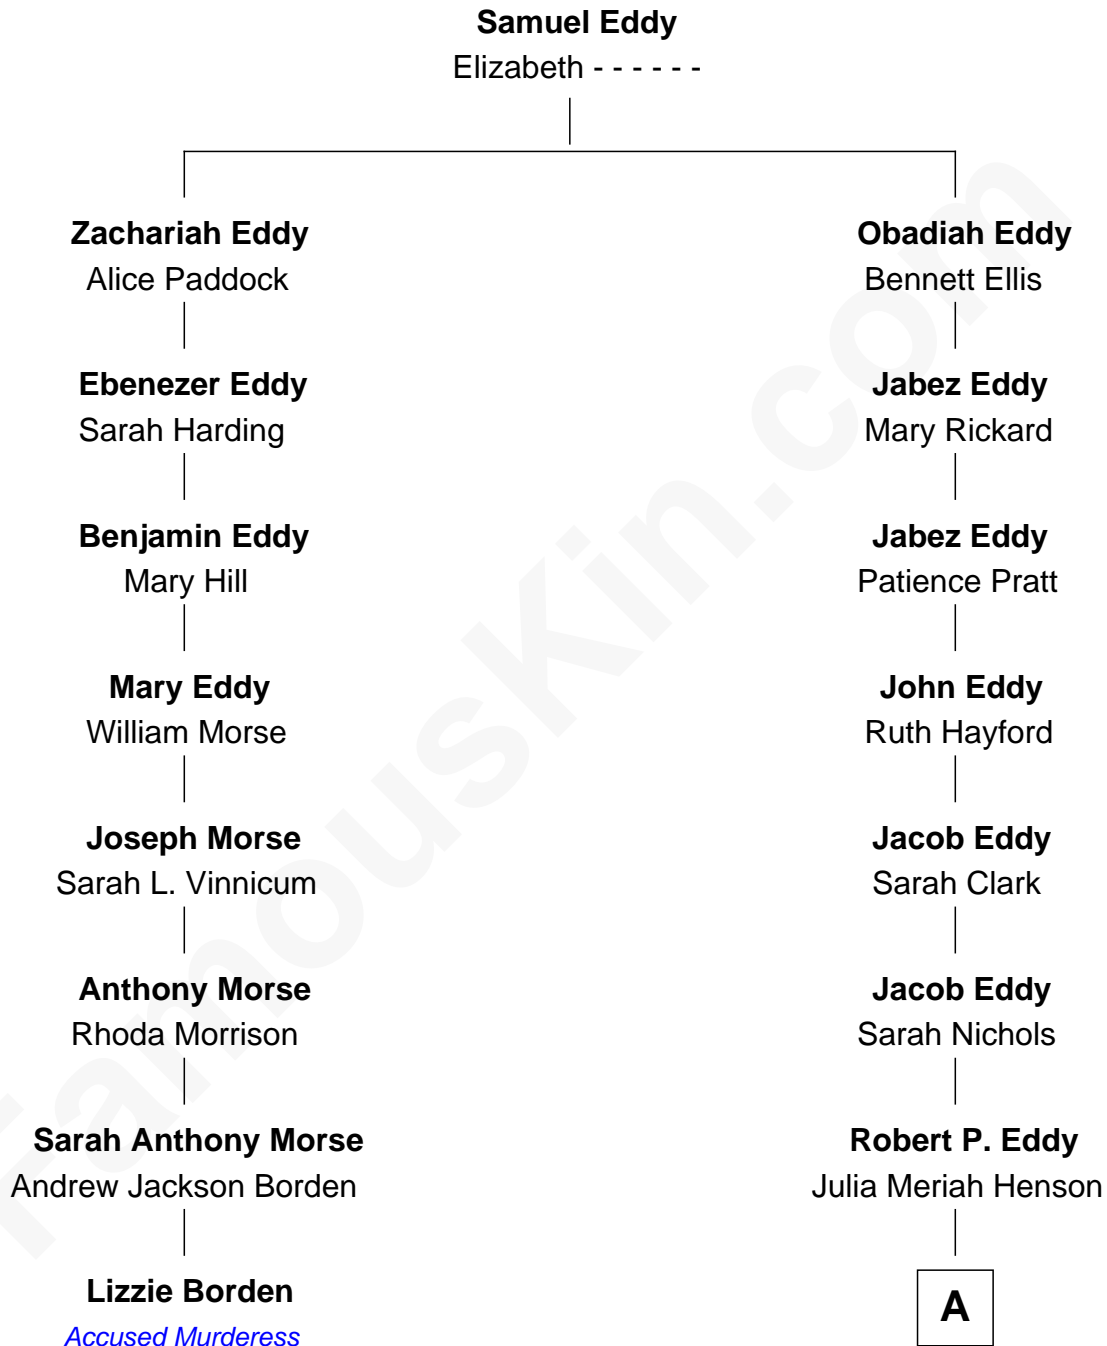 Samuel Eddy
Elizabeth - - - - - -
Zachariah Eddy
Alice Paddock
Obadiah Eddy
Bennett Ellis
Ebenezer Eddy
Sarah Harding
Jabez Eddy
Mary Rickard
Benjamin Eddy
Mary Hill
Jabez Eddy
Patience Pratt
Mary Eddy
William Morse
John Eddy
Ruth Hayford
Joseph Morse
Sarah L. Vinnicum
Jacob Eddy
Sarah Clark
Anthony Morse
Rhoda Morrison
Jacob Eddy
Sarah Nichols
Sarah Anthony Morse
Andrew Jackson Borden
Robert P. Eddy
Julia Meriah Henson
Lizzie Borden
Accused Murderess
A
FamousKin.com